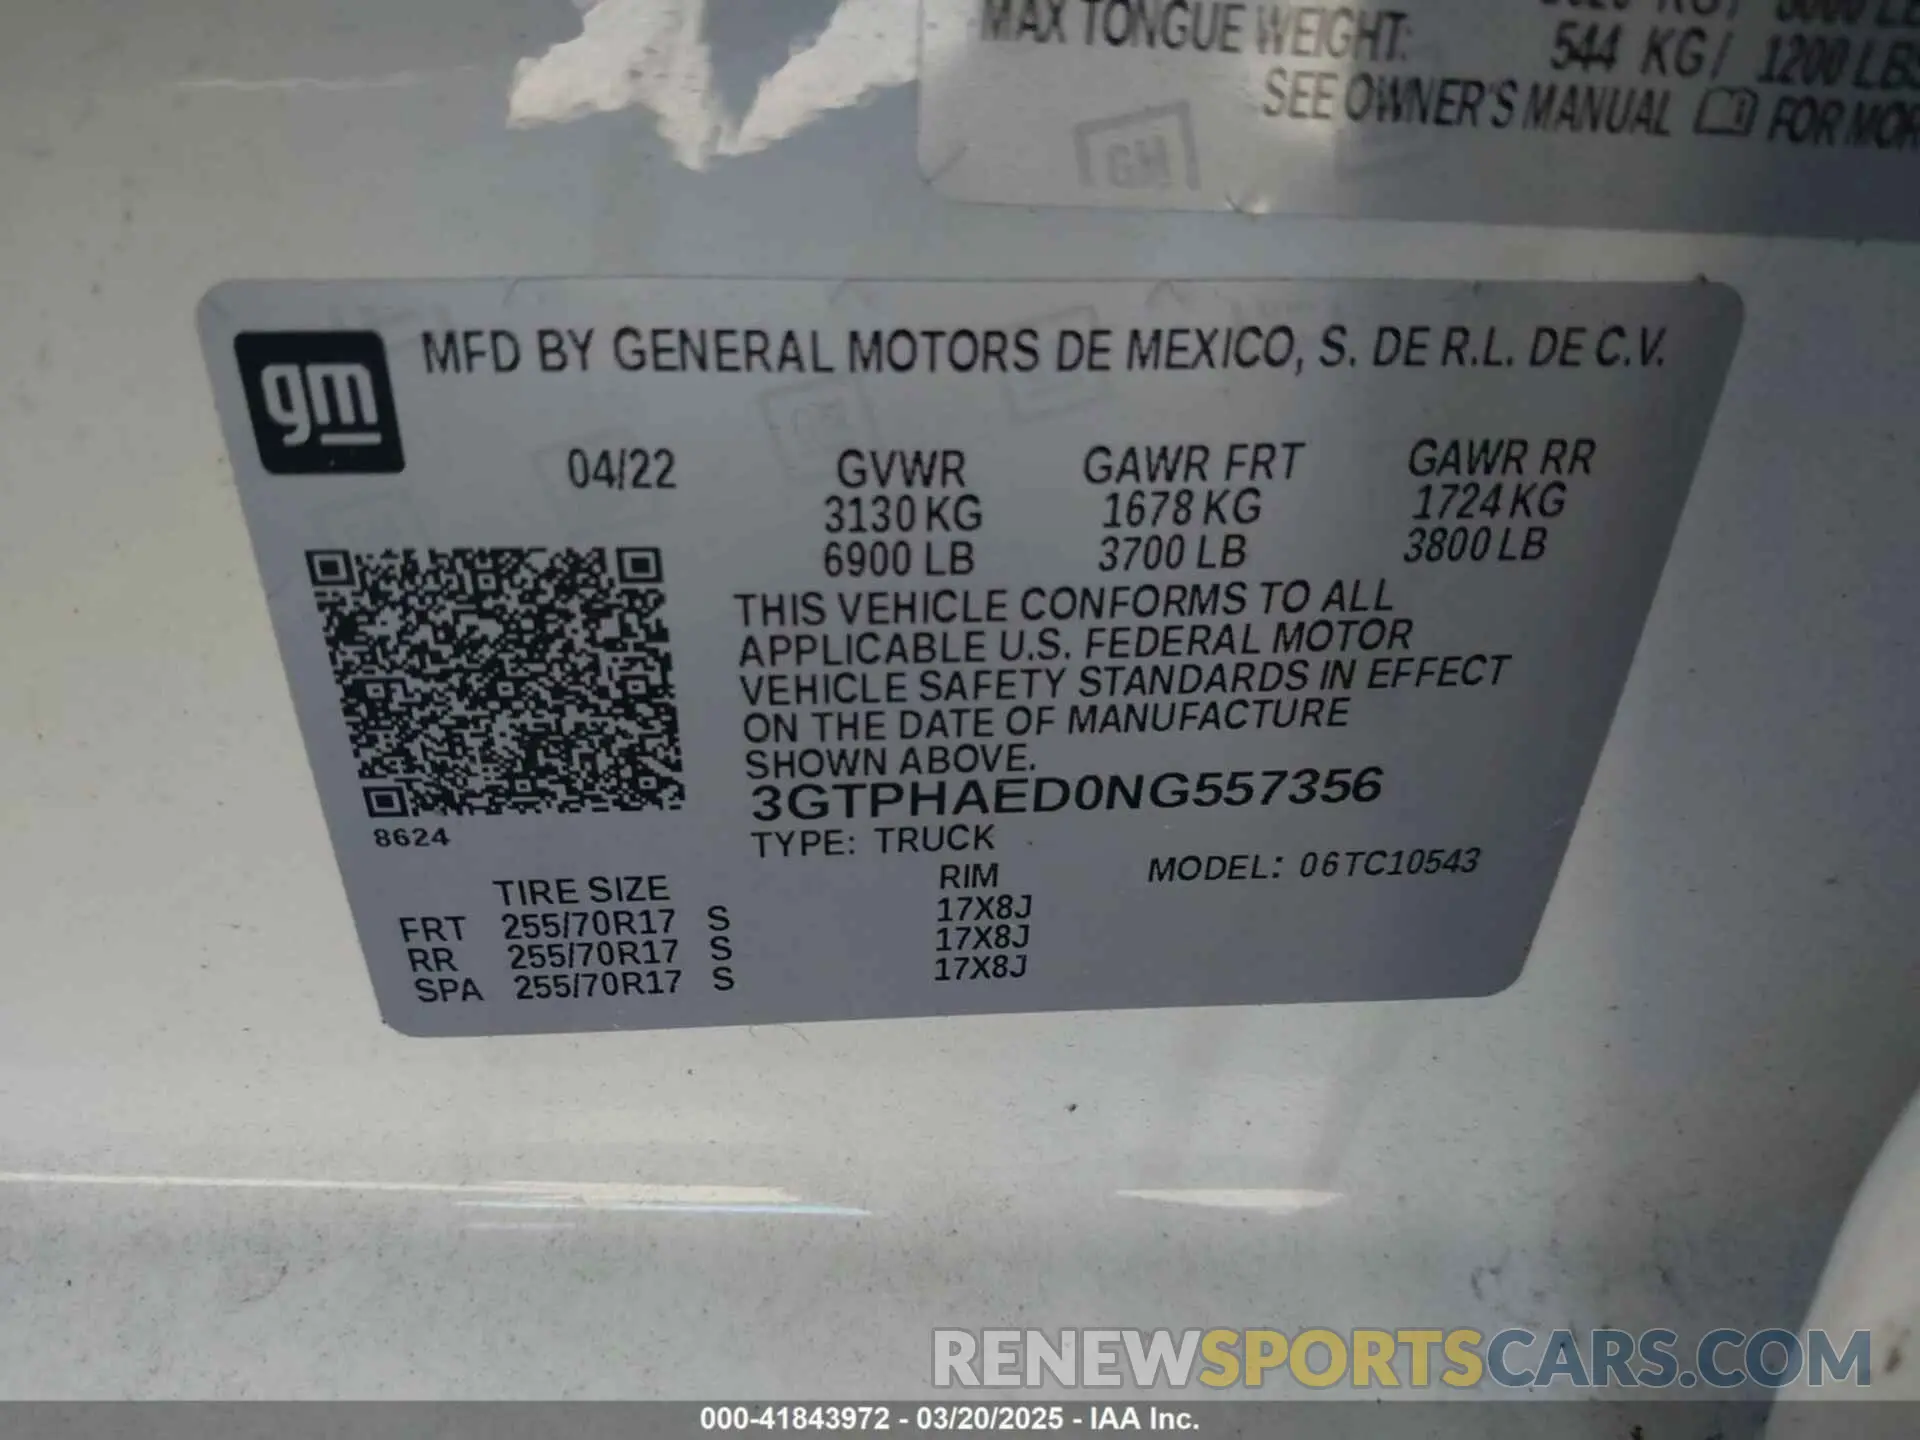 MAX TONGUE WEIGHT: 544 KG/ 1200 LBS
SEE OWNER'S MANUAL FOR MOR
GM
gm
MFD BY GENERAL MOTORS DE MEXICO, S. DE R.L. DE C.V.
04/22 GVWR GAWR FRT GAWR RR
3130 KG 1678 KG 1724 KG
6900 LB 3700 LB 3800 LB
THIS VEHICLE CONFORMS TO ALL
APPLICABLE U.S. FEDERAL MOTOR
VEHICLE SAFETY STANDARDS IN EFFECT
ON THE DATE OF MANUFACTURE
SHOWN ABOVE.
3GTPHAED0NG557356
8624
TYPE: TRUCK
MODEL: 06TC10543
TIRE SIZE RIM
FRT 255/70R17 S 17X8J
RR 255/70R17 S 17X8J
SPA 255/70R17 S 17X8J
RENEWSPORTSCARS.COM
000-41843972 - 03/20/2025 - IAA Inc.